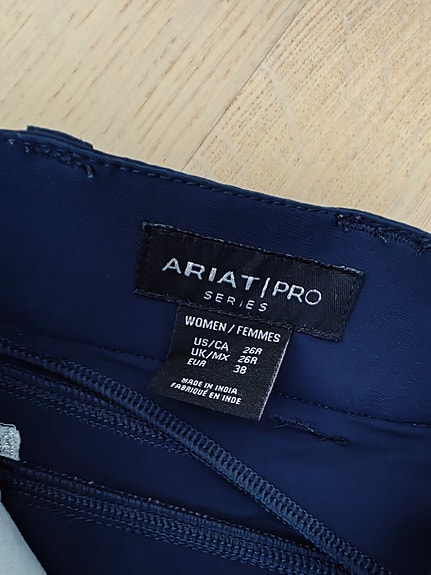 ARIAT|PRO
SERIES
WOMEN / FEMMES
US/CA 26R
UK/MX 26R
EUR 38
MADE IN INDIA
FABRIQUÉ EN INDE